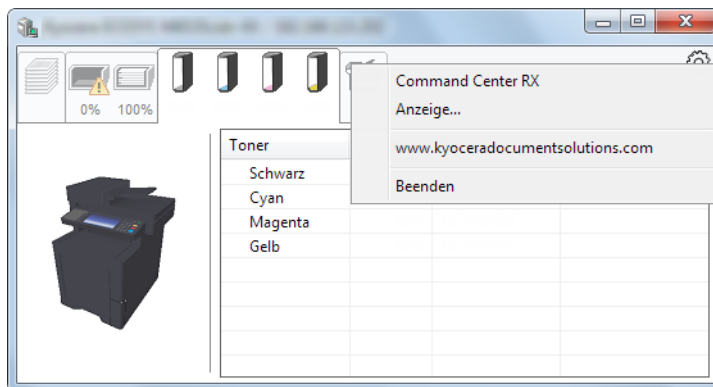 0%
100%
Command Center RX
Anzeige...
www.kyoceradocumentsolutions.com
Beenden
Toner
Schwarz
Cyan
Magenta
Gelb